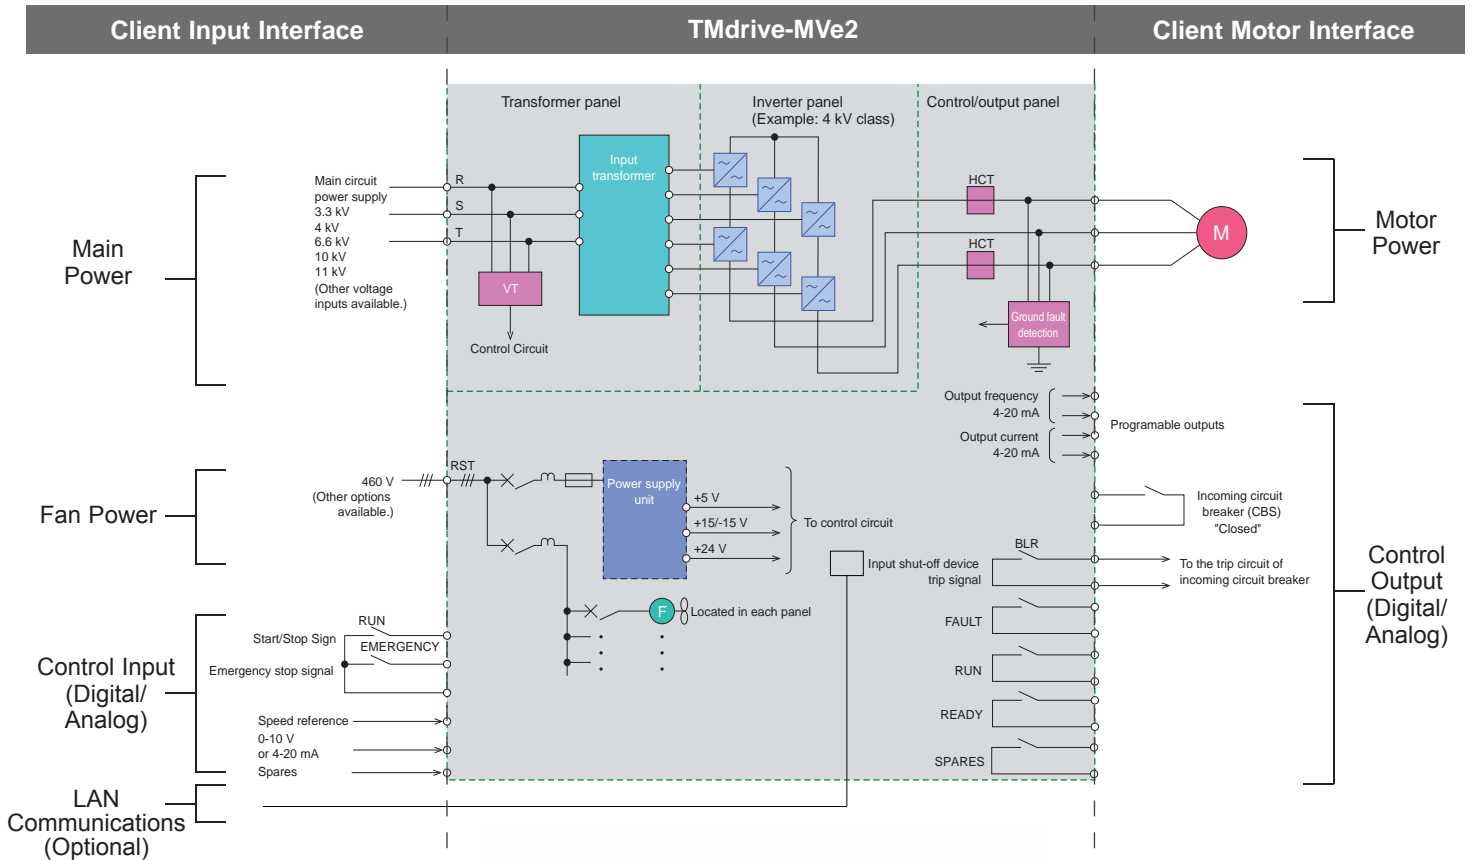 Client Input Interface
TMdrive-MVe2
Client Motor Interface
Transformer panel
Inverter panel
(Example: 4 kV class)
Control/output panel
Main
Power
Main circuit
power supply
3.3 kV
4 kV
6.6 kV
10 kV
11 kV
(Other voltage
inputs available.)
R
S
T
Input
transformer
VT
Control Circuit
HCT
HCT
Ground fault
detection
M
Motor
Power
Output frequency
4-20 mA
Output current
4-20 mA
Programable outputs
Fan Power
460 V
(Other options
available.)
RST
Power supply
unit
+5 V
+15/-15 V
+24 V
To control circuit
F
Located in each panel
Incoming circuit
breaker (CBS)
"Closed"
Input shut-off device
trip signal
BLR
To the trip circuit of
incoming circuit breaker
FAULT
RUN
READY
SPARES
Control
Output
(Digital/
Analog)
Control Input
(Digital/
Analog)
Start/Stop Sign
RUN
EMERGENCY
Emergency stop signal
Speed reference
0-10 V
or 4-20 mA
Spares
LAN
Communications
(Optional)